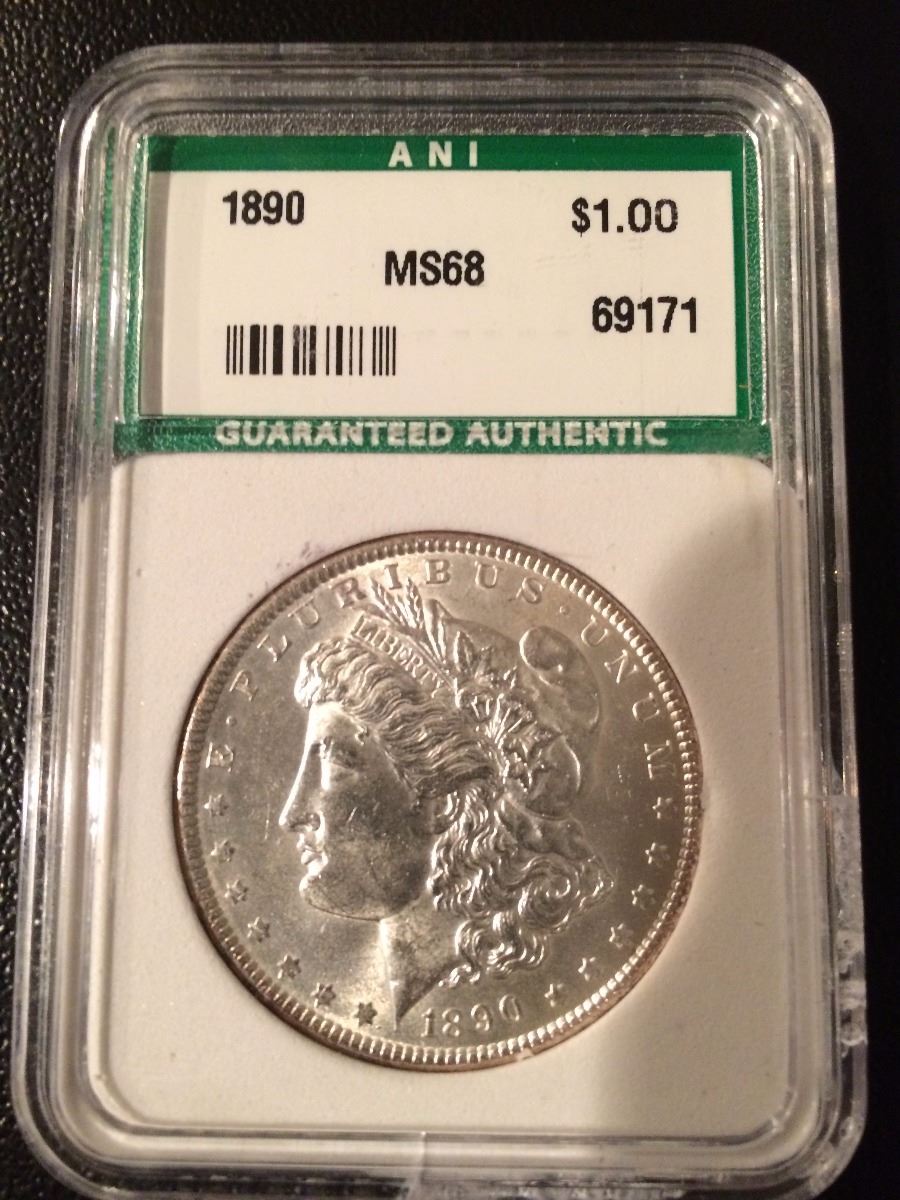 ANI
1890 $1.00
MS68
69171
GUARANTEED AUTHENTIC
E · PLURIBUS · UNUM
LIBERTY
1890